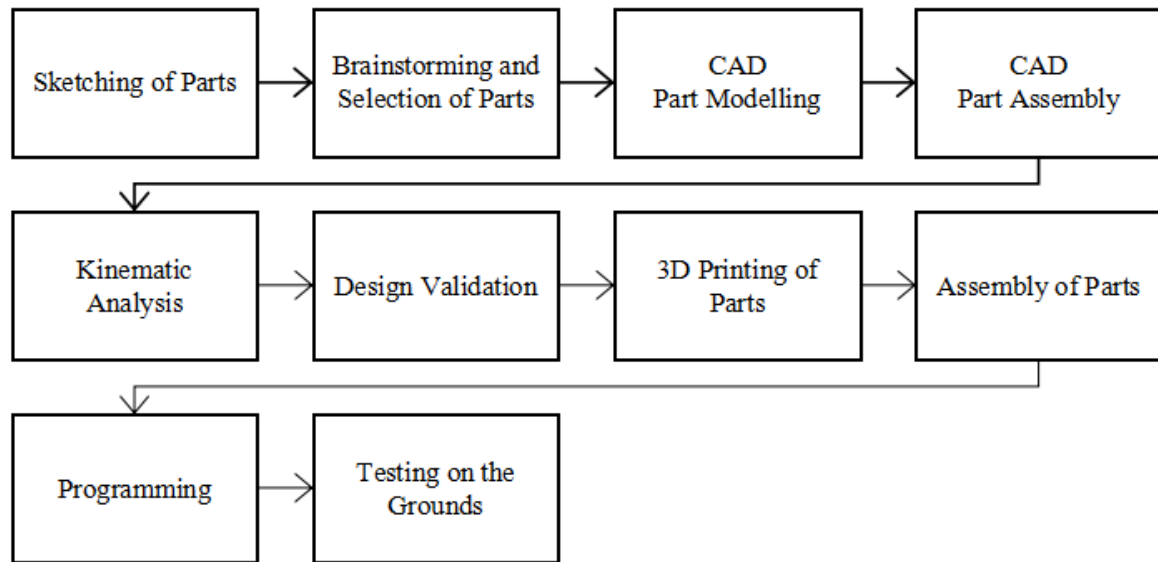 Sketching of Parts
Brainstorming and
Selection of Parts
CAD
Part Modelling
CAD
Part Assembly
Kinematic
Analysis
Design Validation
3D Printing of
Parts
Assembly of Parts
Programming
Testing on the
Grounds